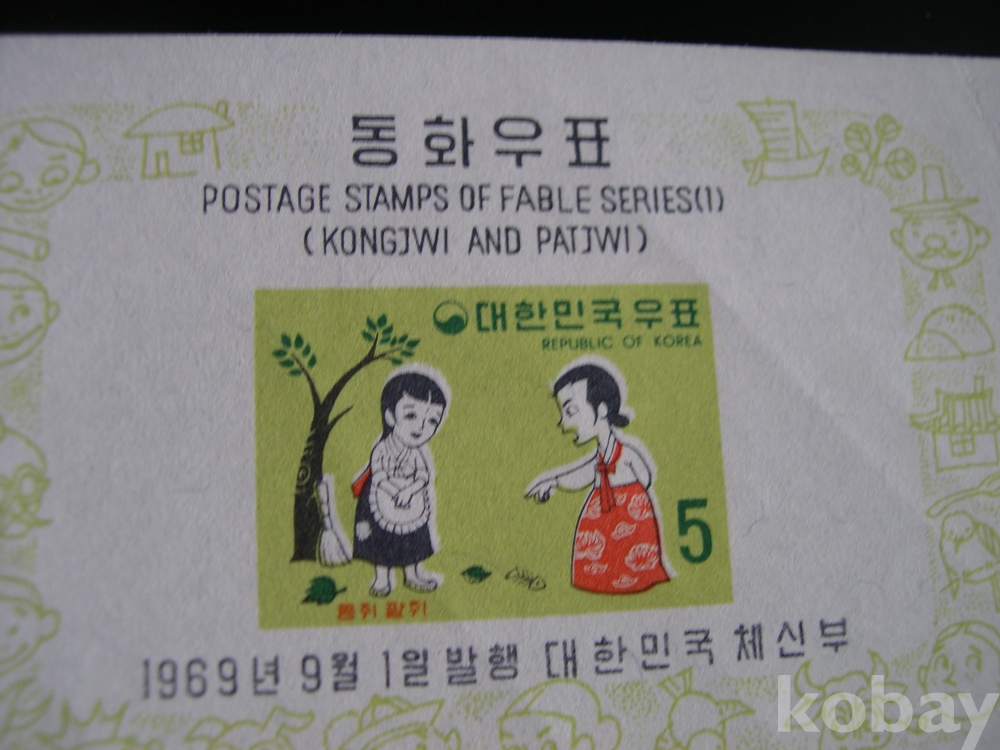 동화우표
POSTAGE STAMPS OF FABLE SERIES(1)
(KONGJWI AND PATJWI)
대한민국우표
REPUBLIC OF KOREA
5
콩쥐 팥쥐
1969년 9월 1일 발행 대한민국 체신부
kobay